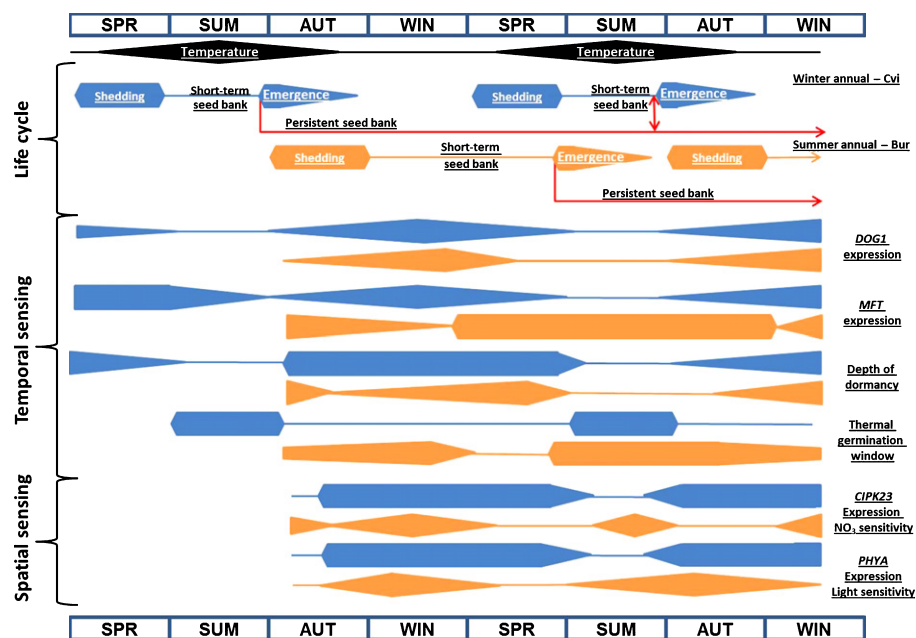 SPR SUM AUT WIN SPR SUM AUT WIN
Temperature Temperature
Life cycle
Winter annual – Cvi
Shedding Short-term seed bank Emergence Shedding Short-term seed bank Emergence
Persistent seed bank
Summer annual – Bur
Shedding Short-term seed bank Emergence Shedding
Persistent seed bank
Temporal sensing
DOG1
expression
MFT
expression
Depth of
dormancy
Thermal
germination
window
Spatial sensing
CIPK23
Expression
NO3 sensitivity
PHYA
Expression
Light sensitivity
SPR SUM AUT WIN SPR SUM AUT WIN